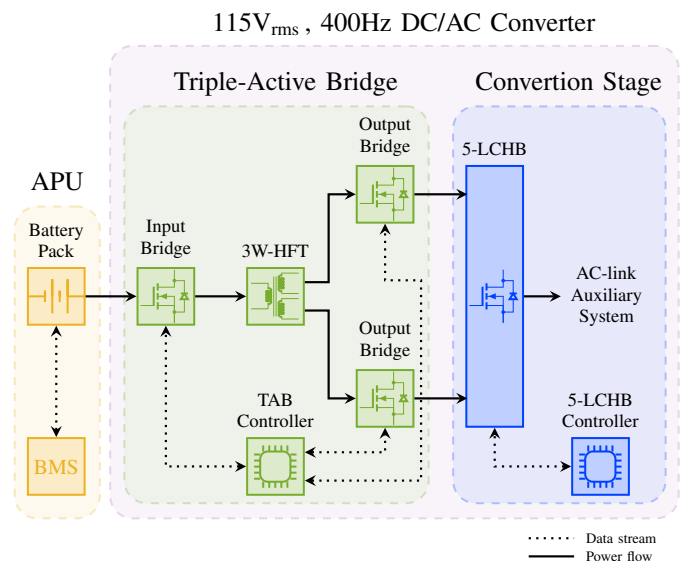 115Vrms , 400Hz DC/AC Converter
Triple-Active Bridge
Convertion Stage
APU
Output
Bridge
5-LCHB
Battery
Pack
Input
Bridge
3W-HFT
AC-link
Auxiliary
System
Output
Bridge
TAB
Controller
5-LCHB
Controller
BMS
Data stream
Power flow